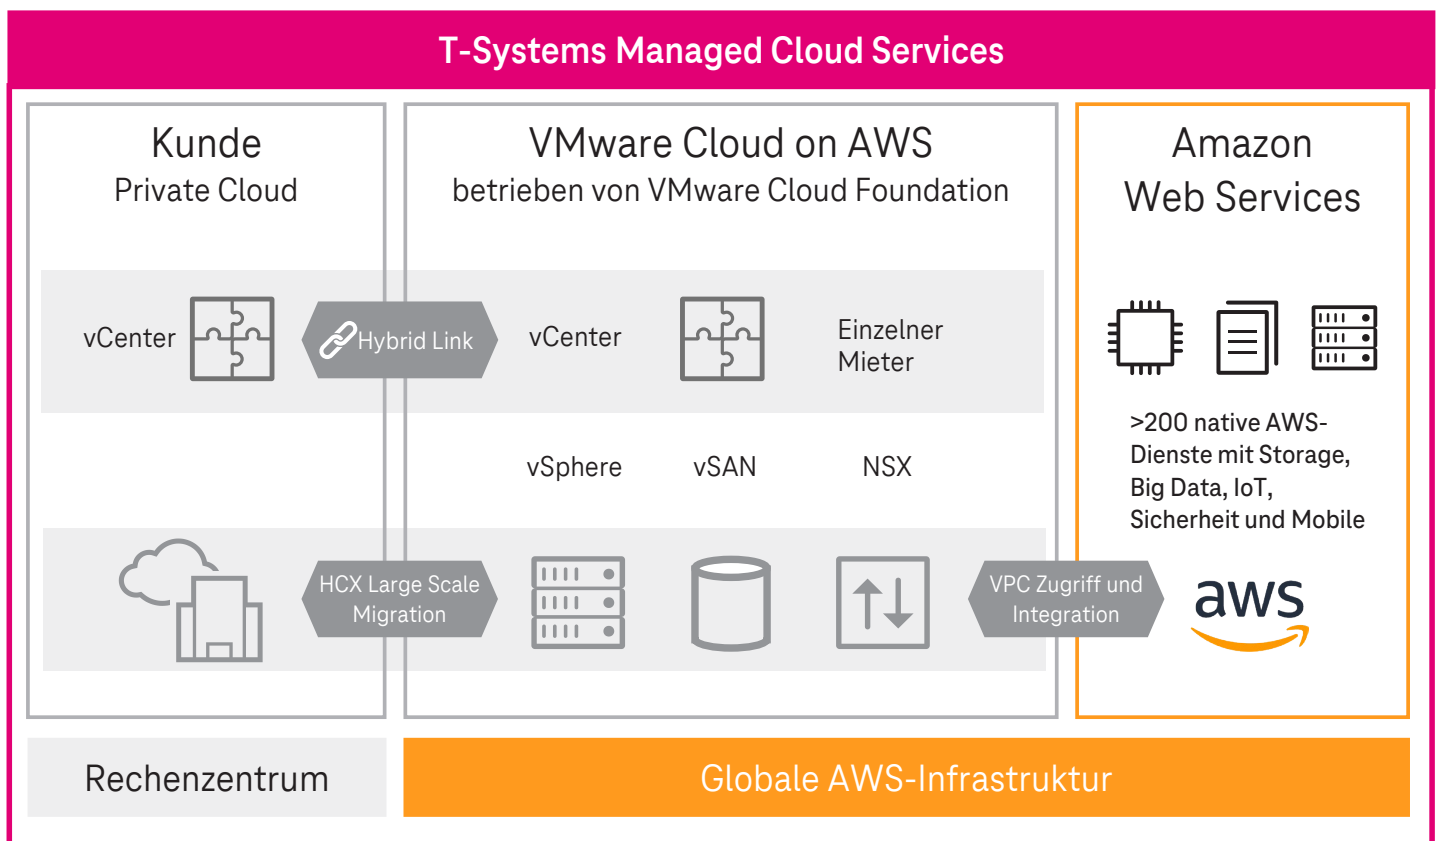 T-Systems Managed Cloud Services
Kunde
Private Cloud
VMware Cloud on AWS
betrieben von VMware Cloud Foundation
Amazon
Web Services
vCenter
Hybrid Link
vCenter
Einzelner
Mieter
>200 native AWS-
Dienste mit Storage,
Big Data, IoT,
Sicherheit und Mobile
vSphere
vSAN
NSX
HCX Large Scale
Migration
VPC Zugriff und
Integration
aws
Rechenzentrum
Globale AWS-Infrastruktur